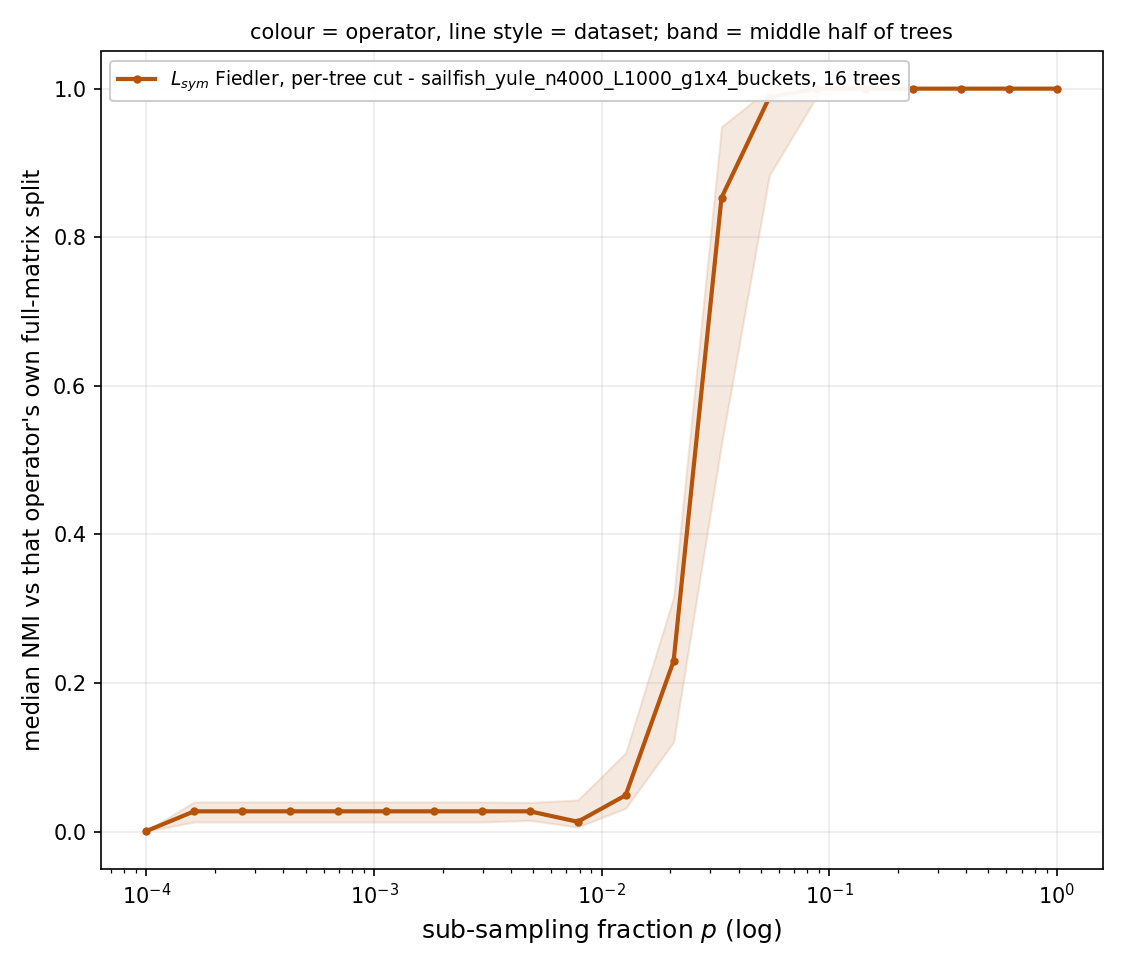 colour = operator, line style = dataset; band = middle half of trees
L_sym Fiedler, per-tree cut - sailfish_yule_n4000_L1000_g1x4_buckets, 16 trees
median NMI vs that operator's own full-matrix split
1.0
0.8
0.6
0.4
0.2
0.0
10^-4 10^-3 10^-2 10^-1 10^0
sub-sampling fraction p (log)